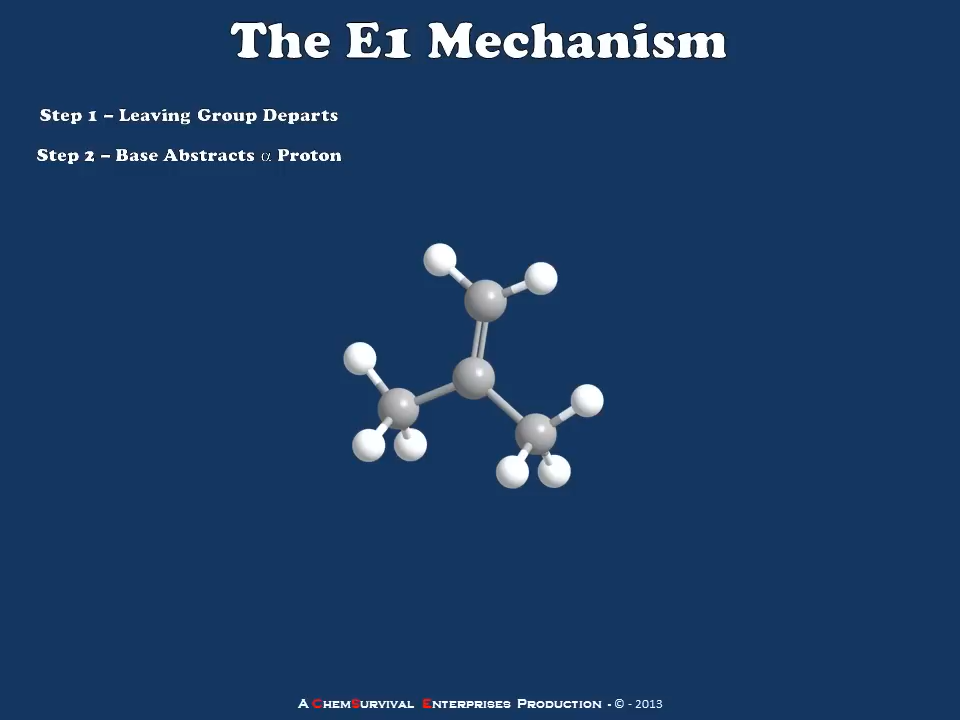 The E1 Mechanism
Step 1 – Leaving Group Departs
Step 2 – Base Abstracts α Proton
A ChemSurvival Enterprises Production - © - 2013